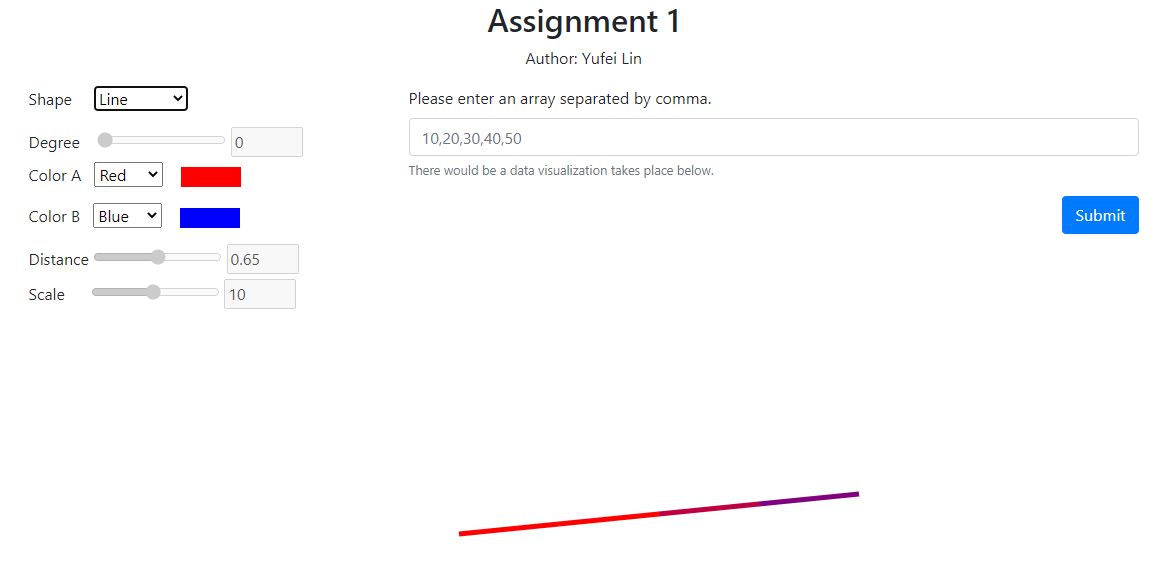 Assignment 1
Author: Yufei Lin
Shape Line
Degree 0
Color A Red
Color B Blue
Distance 0.65
Scale 10
Please enter an array separated by comma.
10,20,30,40,50
There would be a data visualization takes place below.
Submit